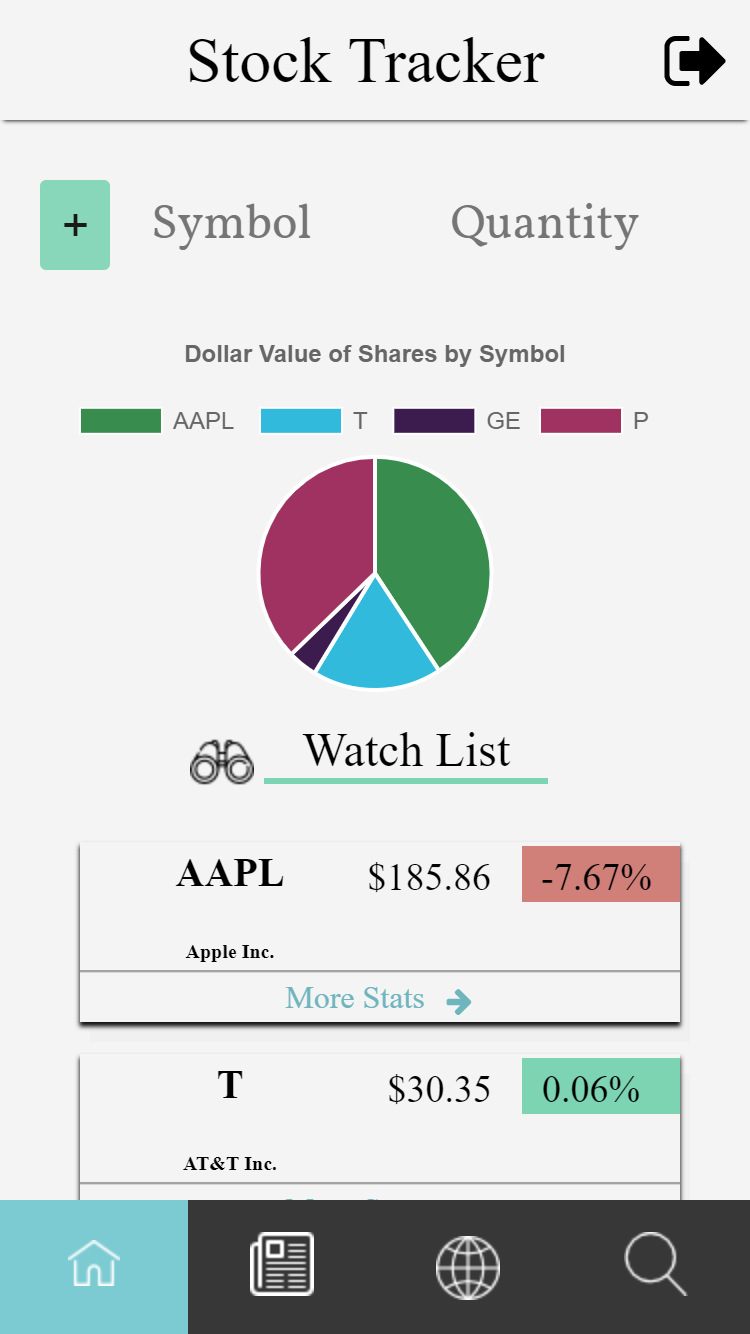 Stock Tracker
+ Symbol Quantity
Dollar Value of Shares by Symbol
AAPL T GE P
Watch List
AAPL $185.86 -7.67%
Apple Inc.
More Stats
T $30.35 0.06%
AT&T Inc.